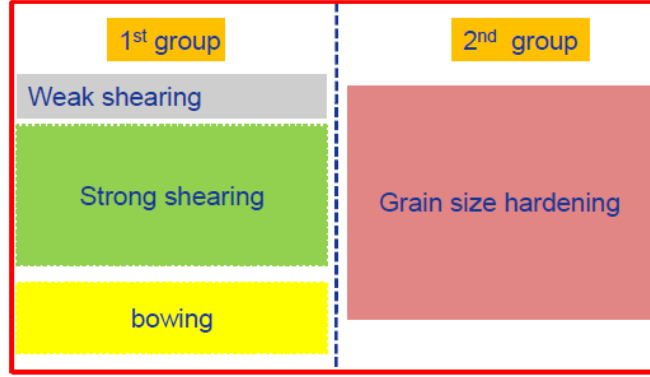 1st group
Weak shearing
Strong shearing
bowing
2nd group
Grain size hardening